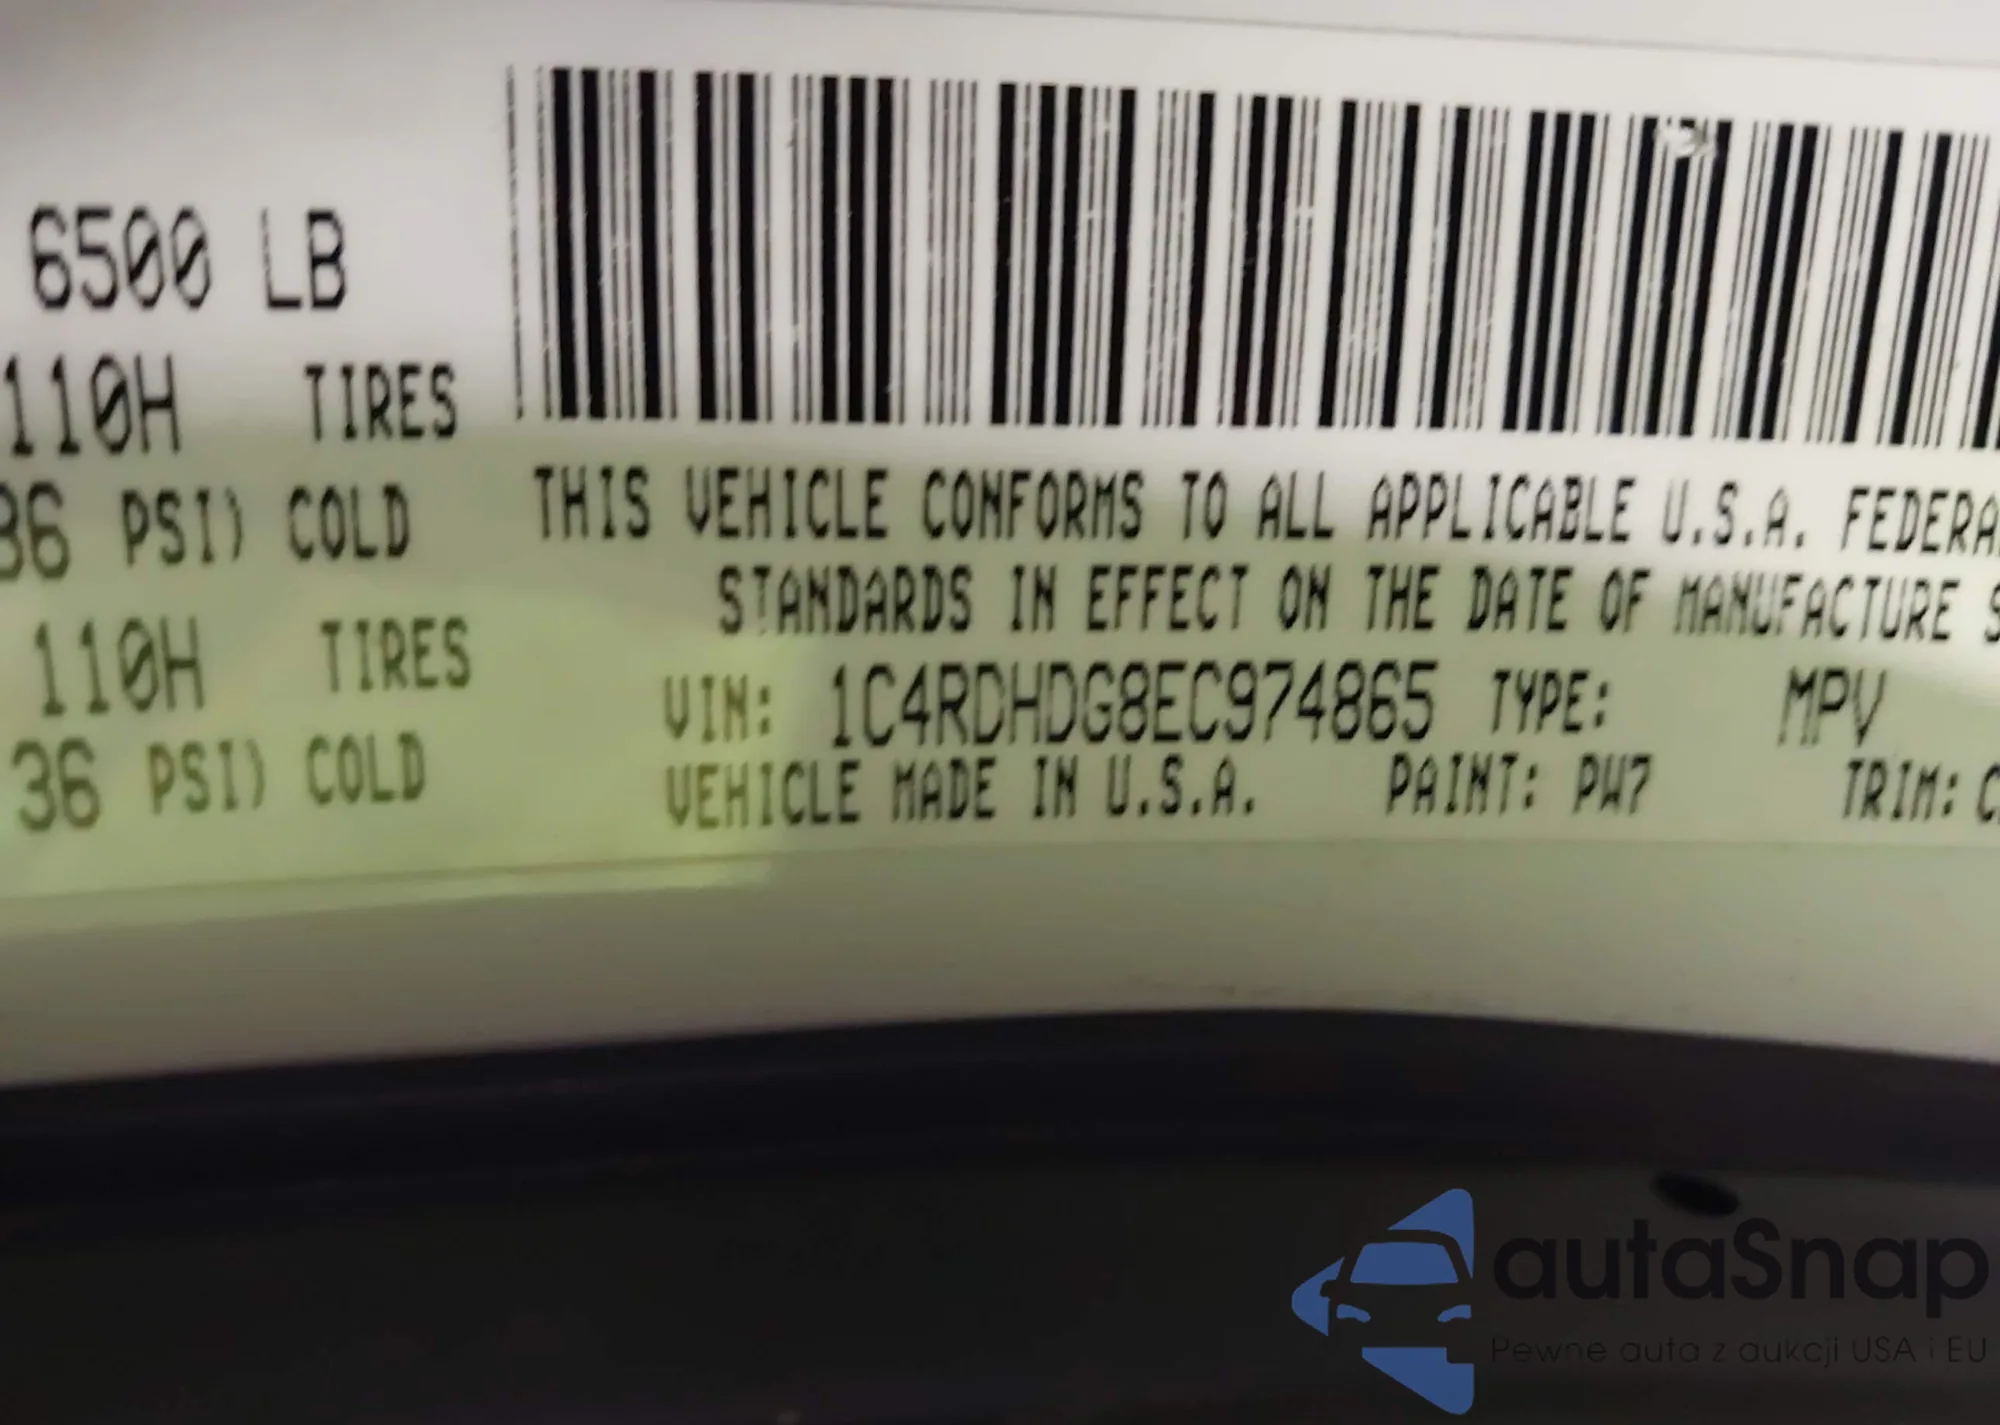 6500 LB
110H TIRES
36 PSI) COLD
110H TIRES
36 PSI) COLD
THIS VEHICLE CONFORMS TO ALL APPLICABLE U.S.A. FEDERA
STANDARDS IN EFFECT ON THE DATE OF MANUFACTURE S
VIN: 1C4RDHDG8EC974865 TYPE: MPV
VEHICLE MADE IN U.S.A. PAINT: PW7 TRIM: C
autaSnap
Pewne auta z aukcji USA i EU